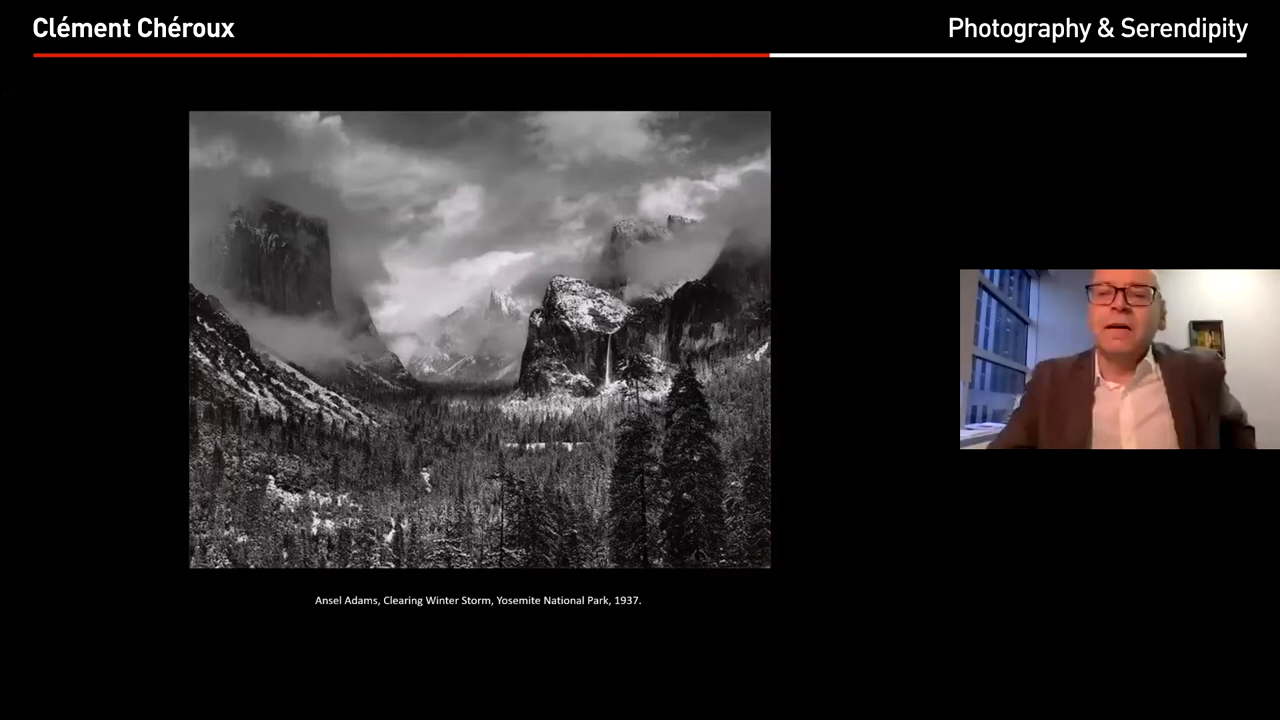 Clément Chéroux
Photography & Serendipity
Ansel Adams, Clearing Winter Storm, Yosemite National Park, 1937.